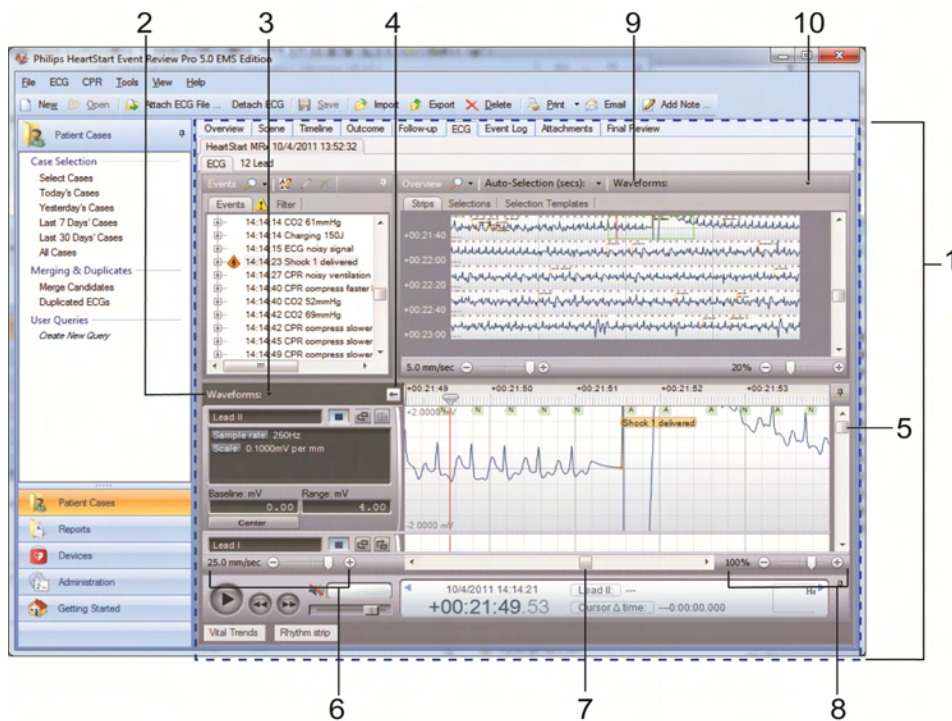 2 3 4 9 10
Philips HeartStart Event Review Pro 5.0 EMS Edition
File ECG CPR Tools View Help
New Open Attach ECG File ... Detach ECG Save Import Export Delete Print Email Add Note ...
Patient Cases
Overview Scene Timeline Outcome Follow-up ECG Event Log Attachments Final Review
HeartStart MRx 10/4/2011 13:52:32
ECG 12 Lead
Case Selection
Select Cases
Today's Cases
Yesterday's Cases
Last 7 Days' Cases
Last 30 Days' Cases
All Cases
Merging & Duplicates
Merge Candidates
Duplicated ECGs
User Queries
Create New Query
Events
Events Filter
14:14:14 CO2 61mmHg
14:14:14 Charging 150J
14:14:15 ECG noisy signal
14:14:23 Shock 1 delivered
14:14:27 CPR noisy ventilation
14:14:40 CPR compress faster
14:14:40 CO2 52mmHg
14:14:42 CO2 69mmHg
14:14:42 CPR compress slower
14:14:45 CPR compress slower
14:14:49 CPR compress slower
Overview Auto-Selection (secs): Waveforms:
Strips Selections Selection Templates
+00:21:40
+00:22:00
+00:22:20
+00:22:40
+00:23:00
5.0 mm/sec 20%
1
Waveforms:
+00:21:49 +00:21:50 +00:21:51 +00:21:52 +00:21:53
Lead II
Sample rate 250Hz
Scale 0.1000mV per mm
Baseline: mV Range: mV
0.00 4.00
Center
Lead I
+2.0000 mV
N N N N N A A A N N
Shock 1 delivered
-2.0000 mV
5
25.0 mm/sec 100%
Patient Cases
Reports
Devices
Administration
Getting Started
10/4/2011 14:14:21 Lead II: ---
+00:21:49.53 Cursor Δ time: ---0:00:00.000
Vital Trends Rhythm strip
6 7 8